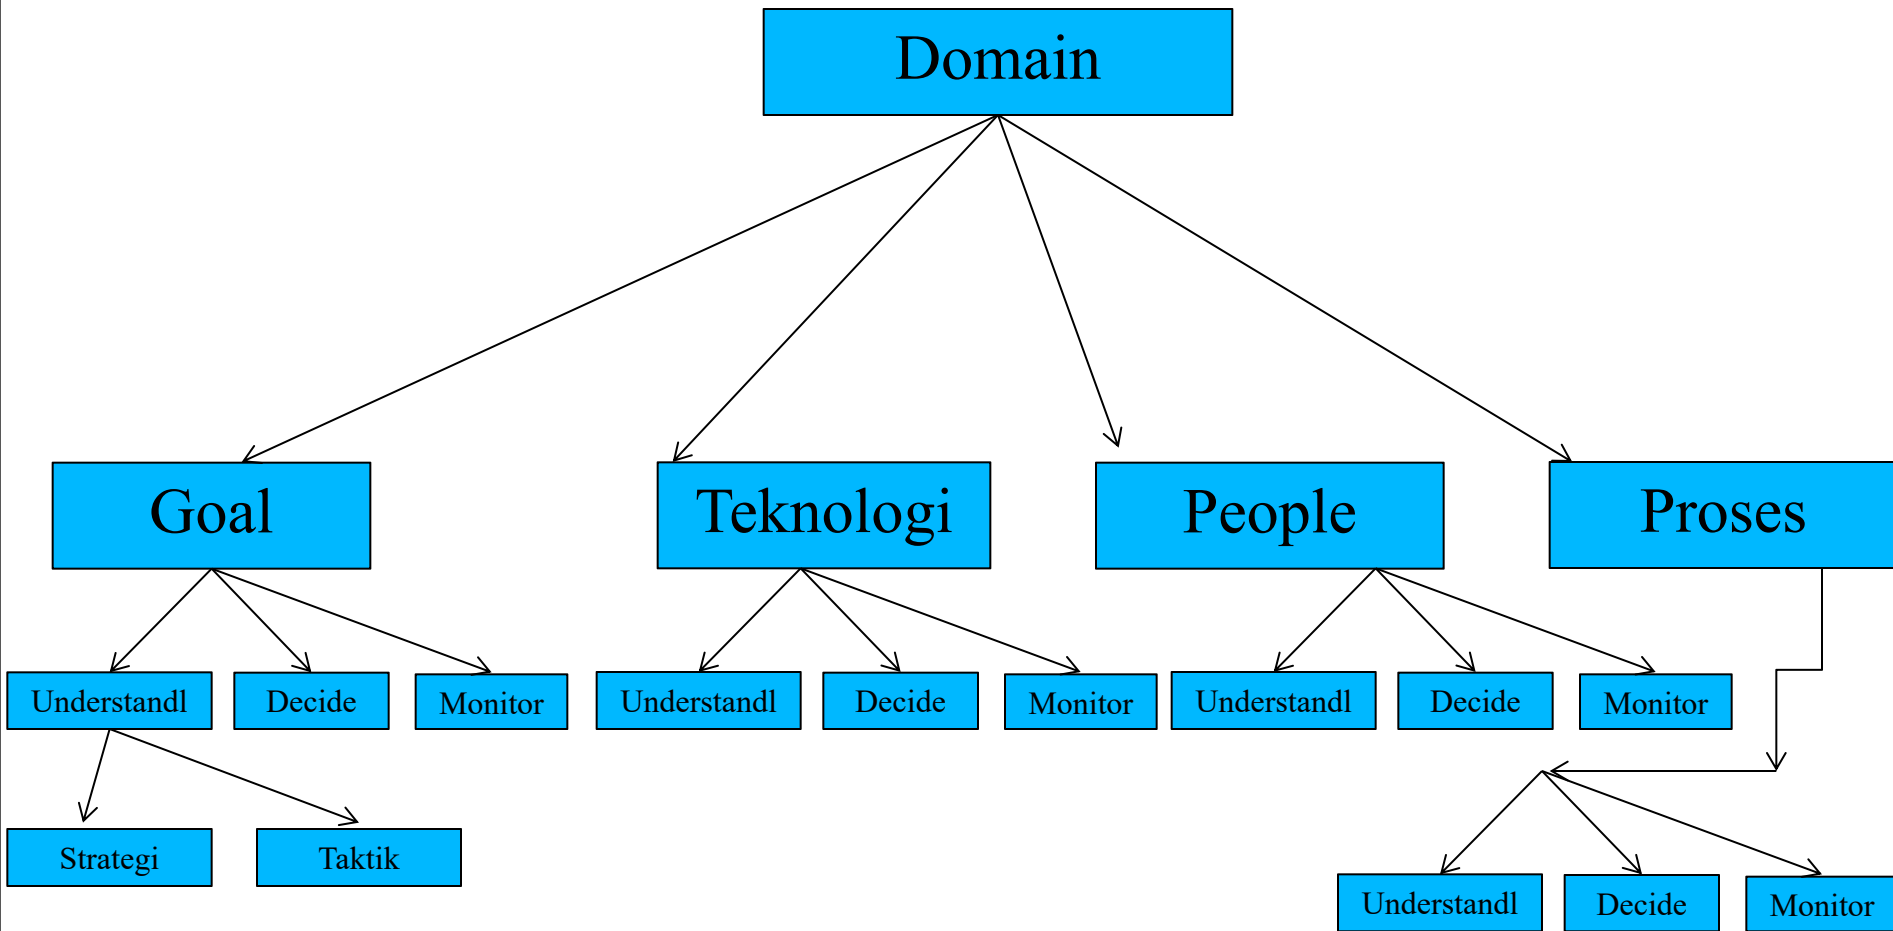 Domain
Goal
Teknologi
People
Proses
Understandl
Decide
Monitor
Understandl
Decide
Monitor
Understandl
Decide
Monitor
Strategi
Taktik
Understandl
Decide
Monitor